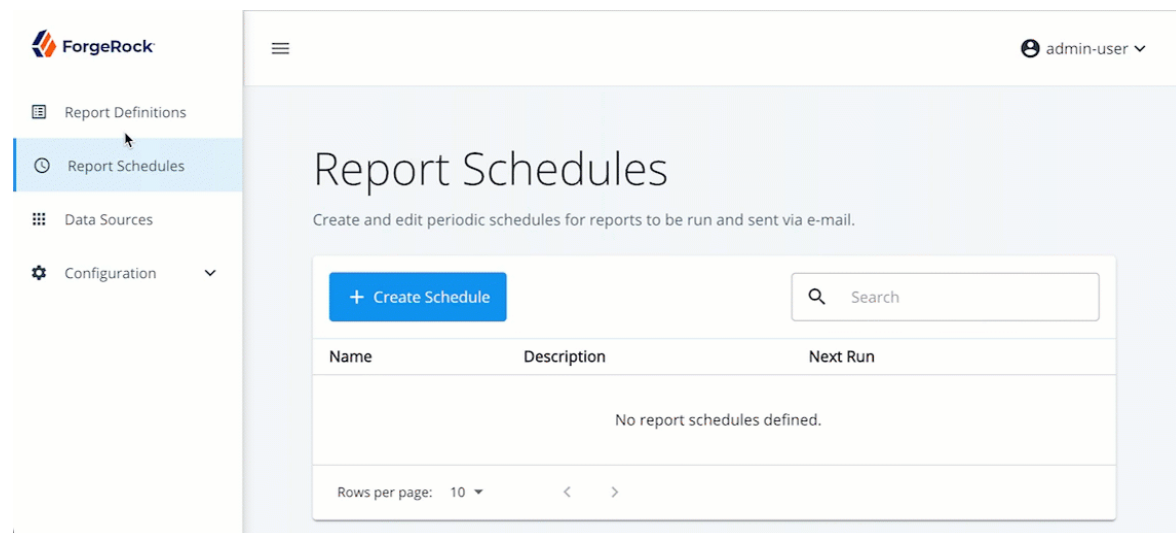 ForgeRock
admin-user
Report Definitions
Report Schedules
Data Sources
Configuration
Report Schedules
Create and edit periodic schedules for reports to be run and sent via e-mail.
+ Create Schedule
Search
Name Description Next Run
No report schedules defined.
Rows per page: 10